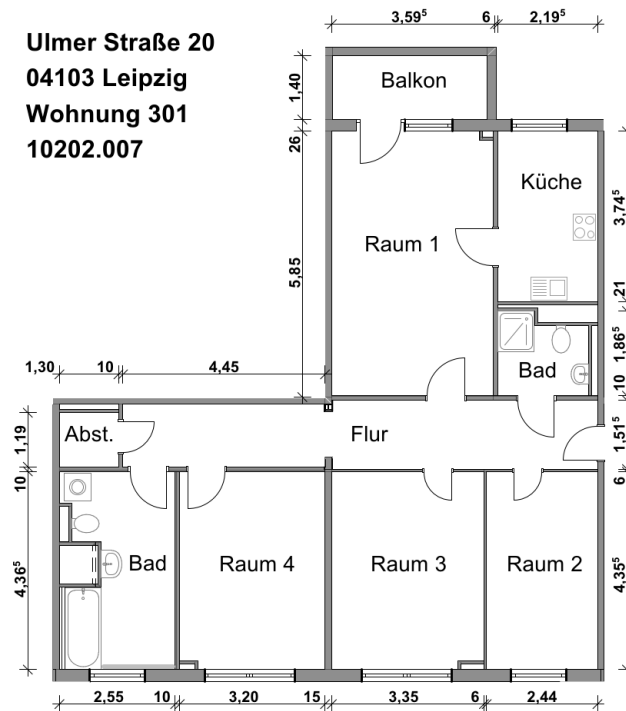 Ulmer Straße 20
04103 Leipzig
Wohnung 301
10202.007
3,59⁵ 6 2,19⁵
1,40
Balkon
26
Küche
3,74⁵
Raum 1
5,85
21
1,86⁵
Bad
10
1,30 10 4,45
1,19
Abst.
Flur
1,51⁵
10
6
4,36⁵
Bad
Raum 4
Raum 3
Raum 2
4,35⁵
2,55 10 3,20 15 3,35 6 2,44